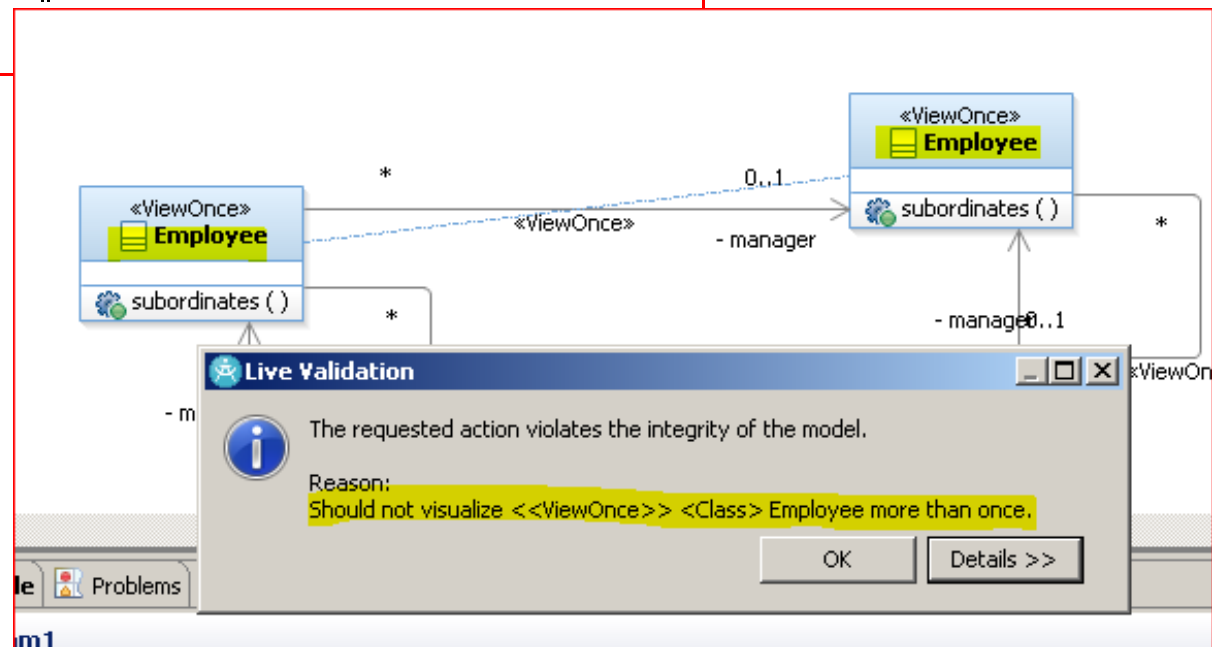 «ViewOnce»
Employee
subordinates ( )
*
0..1
«ViewOnce»
- manager
«ViewOnce»
Employee
subordinates ( )
*
*
- manager
0..1
«ViewOn
- m
Live Validation
The requested action violates the integrity of the model.
Reason:
Should not visualize <<ViewOnce>> <Class> Employee more than once.
OK
Details >>
le
Problems
m1